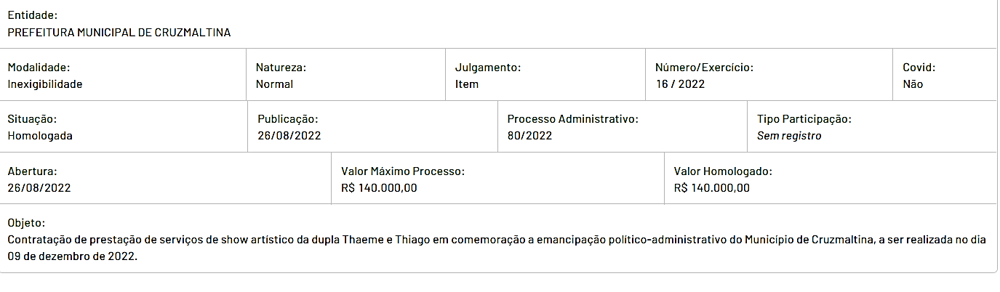 Entidade:
PREFEITURA MUNICIPAL DE CRUZMALTINA
Modalidade:
Inexigibilidade
Natureza:
Normal
Julgamento:
Item
Número/Exercício:
16 / 2022
Covid:
Não
Situação:
Homologada
Publicação:
26/08/2022
Processo Administrativo:
80/2022
Tipo Participação:
Sem registro
Abertura:
26/08/2022
Valor Máximo Processo:
R$ 140.000,00
Valor Homologado:
R$ 140.000,00
Objeto:
Contratação de prestação de serviços de show artístico da dupla Thaeme e Thiago em comemoração a emancipação político-administrativo do Município de Cruzmaltina, a ser realizada no dia
09 de dezembro de 2022.